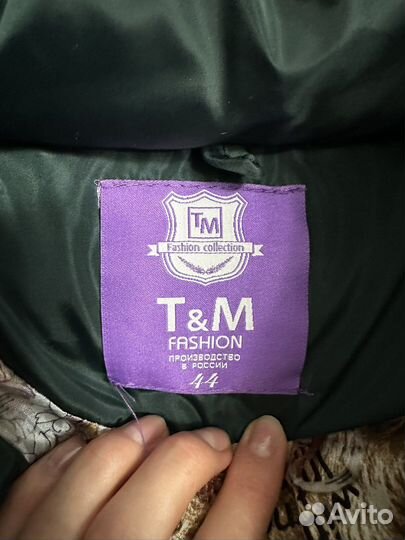 TM
Fashion collection
T&M
FASHION
ПРОИЗВОДСТВО
В РОССИИ
44
Avito